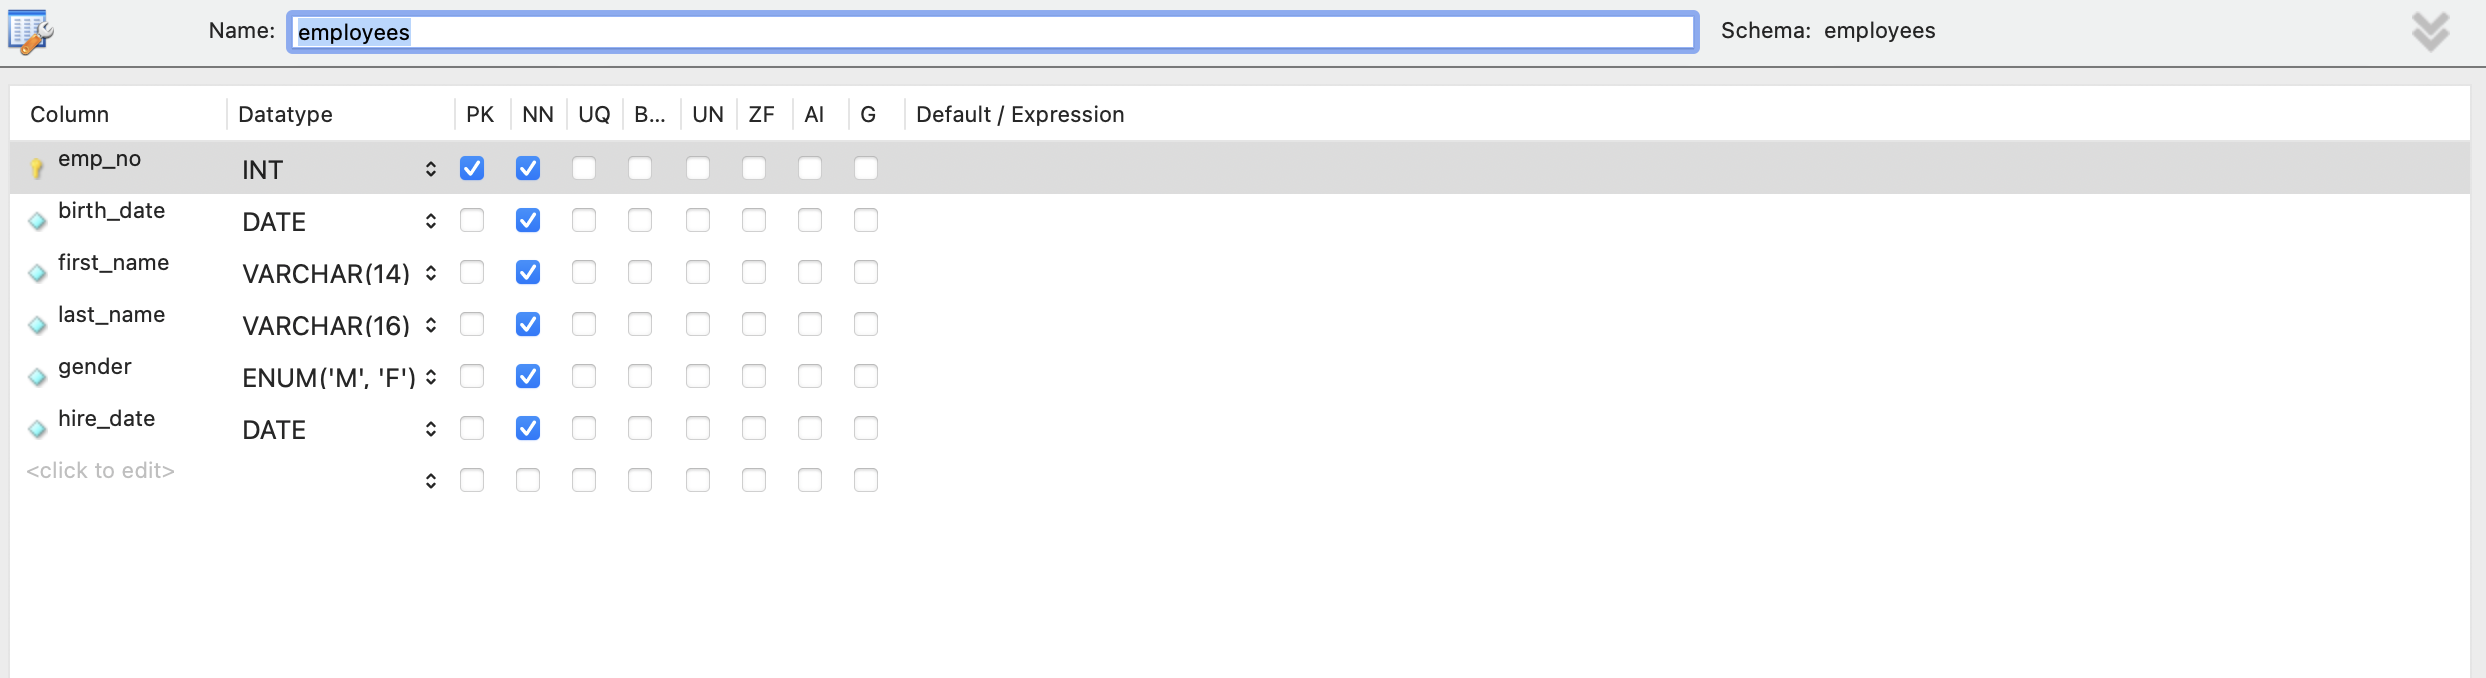 Name: employees Schema: employees
Column Datatype PK NN UQ B... UN ZF AI G Default / Expression
emp_no INT
birth_date DATE
first_name VARCHAR(14)
last_name VARCHAR(16)
gender ENUM('M', 'F')
hire_date DATE
<click to edit>